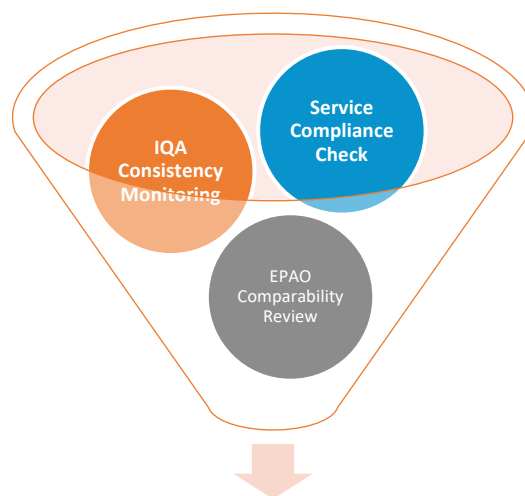 Service
Compliance
Check
IQA
Consistency
Monitoring
EPAO
Comparability
Review